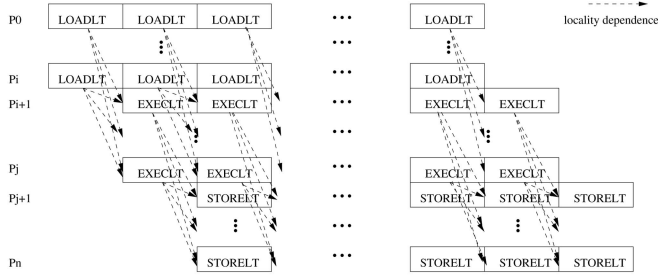 P0 LOADLT LOADLT LOADLT ••• LOADLT
locality dependence
•••
Pi LOADLT LOADLT LOADLT ••• LOADLT
Pi+1 EXECLT EXECLT ••• EXECLT EXECLT
•••
Pj EXECLT EXECLT ••• EXECLT EXECLT
Pj+1 STORELT ••• STORELT STORELT STORELT
•••
Pn STORELT ••• STORELT STORELT STORELT